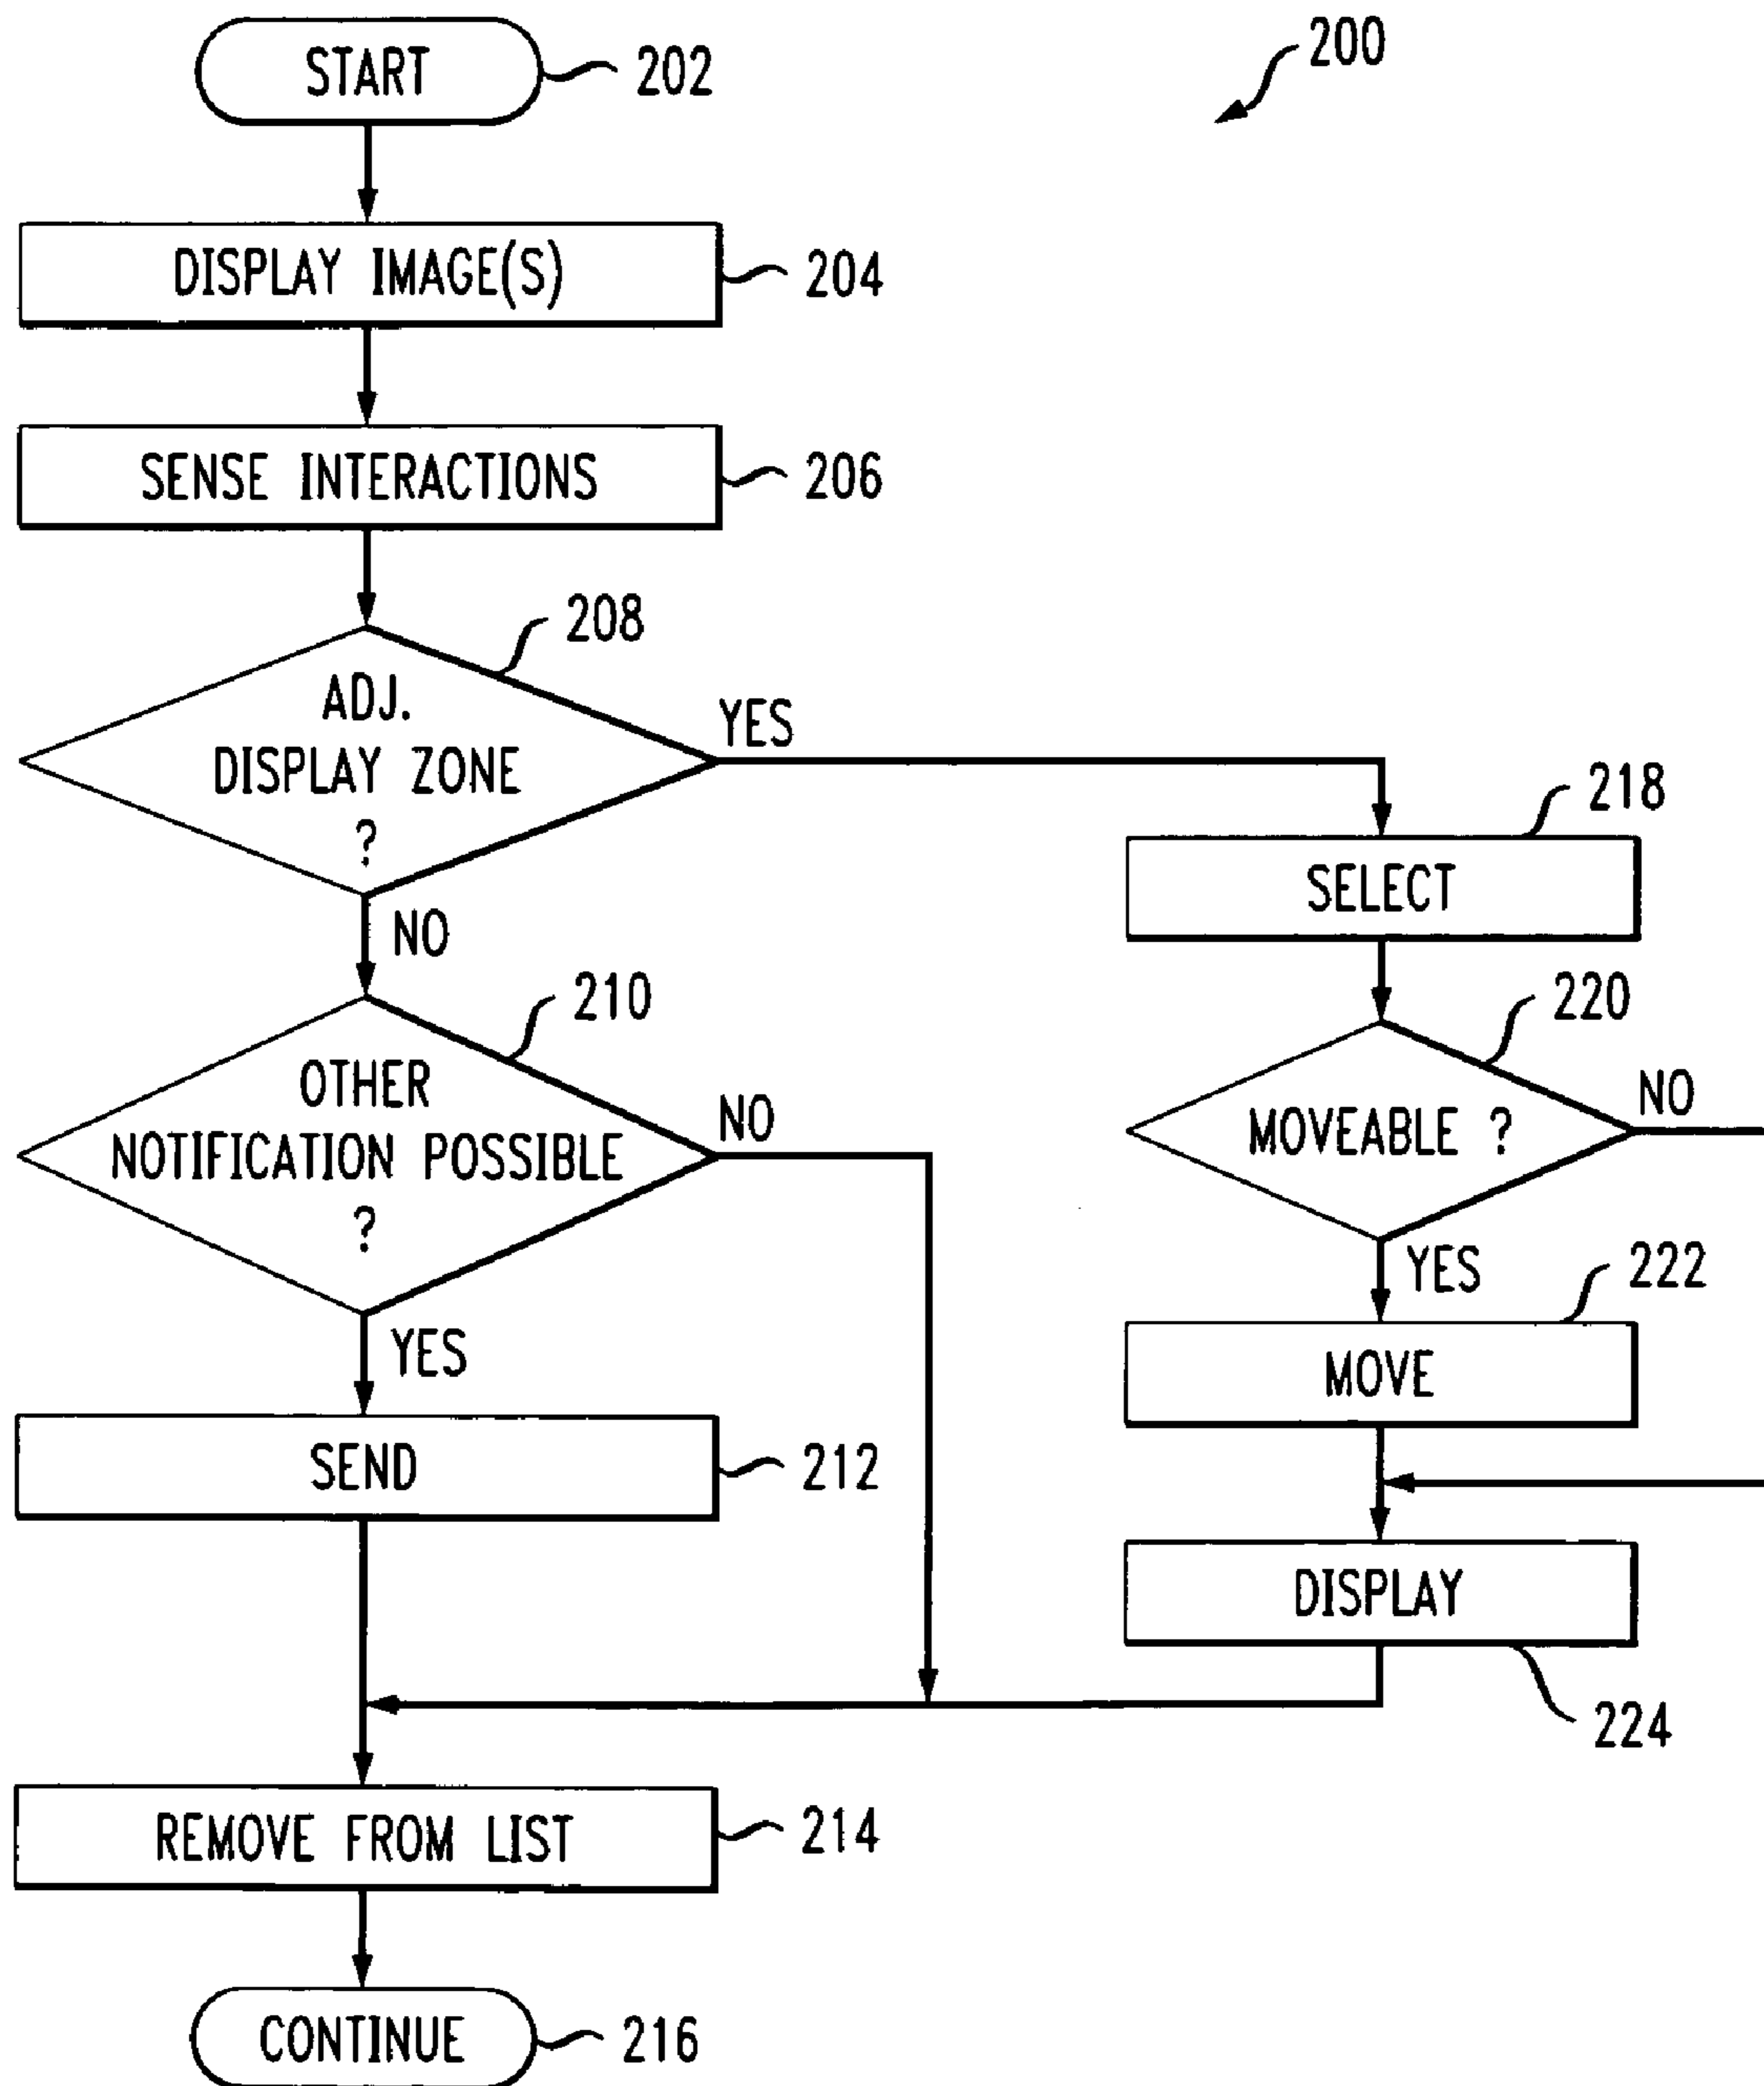 200
START
202
DISPLAY IMAGE(S)
204
SENSE INTERACTIONS
206
208
ADJ.
DISPLAY ZONE
?
YES
NO
218
SELECT
210
OTHER
NOTIFICATION POSSIBLE
?
NO
YES
220
MOVEABLE ?
NO
YES
222
MOVE
SEND
212
DISPLAY
224
REMOVE FROM LIST
214
CONTINUE
216